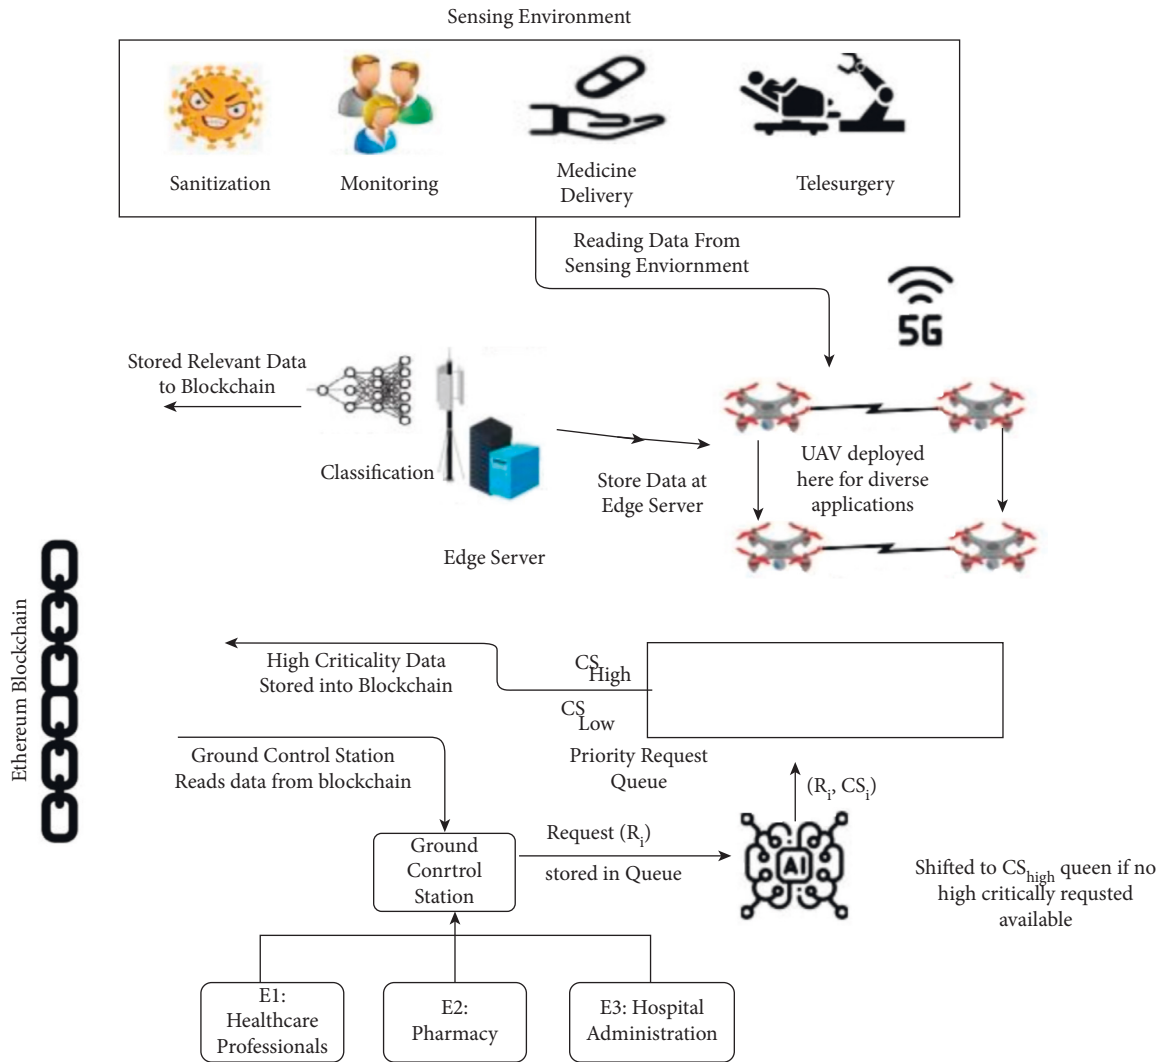 Sensing Environment
Sanitization
Monitoring
Medicine
Delivery
Telesurgery
Reading Data From
Sensing Enviornment
5G
Stored Relevant Data
to Blockchain
Classification
Edge Server
Store Data at
Edge Server
UAV deployed
here for diverse
applications
Ethereum Blockchain
High Criticality Data
Stored into Blockchain
CS High
CS Low
Priority Request
Queue
Ground Control Station
Reads data from blockchain
(Ri, CSi)
Ground
Conrtrol
Station
Request (Ri)
stored in Queue
AI
Shifted to CShigh queen if no
high critically requsted
available
E1:
Healthcare
Professionals
E2:
Pharmacy
E3: Hospital
Administration